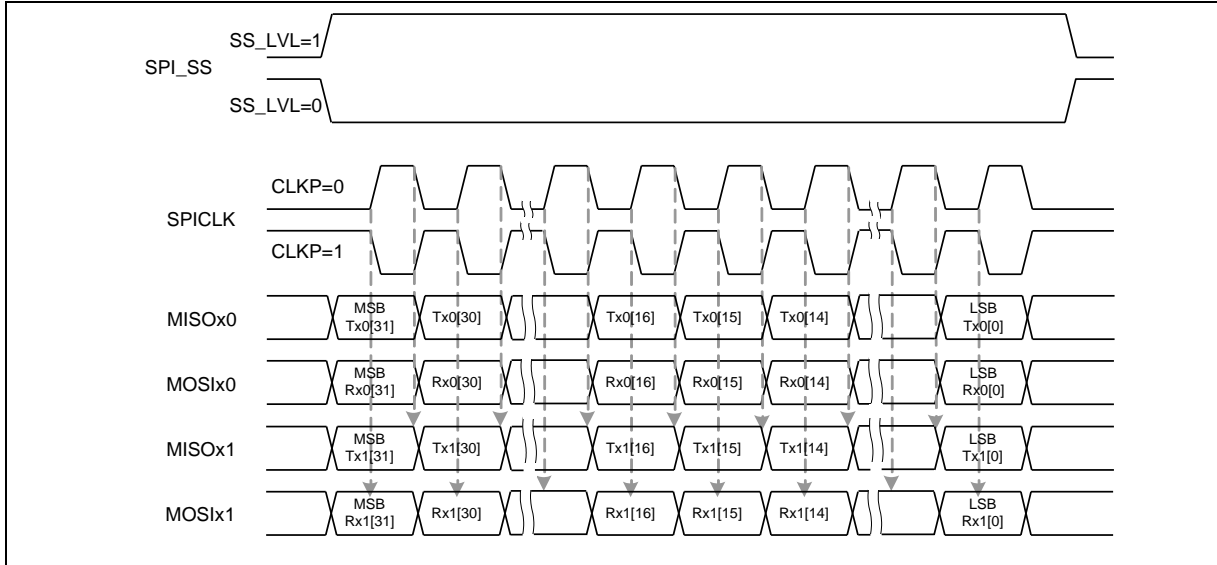 SS_LVL=1
SPI_SS
SS_LVL=0
CLKP=0
SPICLK
CLKP=1
MISOx0
MSB
Tx0[31]
Tx0[30]
Tx0[16]
Tx0[15]
Tx0[14]
LSB
Tx0[0]
MOSIx0
MSB
Rx0[31]
Rx0[30]
Rx0[16]
Rx0[15]
Rx0[14]
LSB
Rx0[0]
MISOx1
MSB
Tx1[31]
Tx1[30]
Tx1[16]
Tx1[15]
Tx1[14]
LSB
Tx1[0]
MOSIx1
MSB
Rx1[31]
Rx1[30]
Rx1[16]
Rx1[15]
Rx1[14]
LSB
Rx1[0]